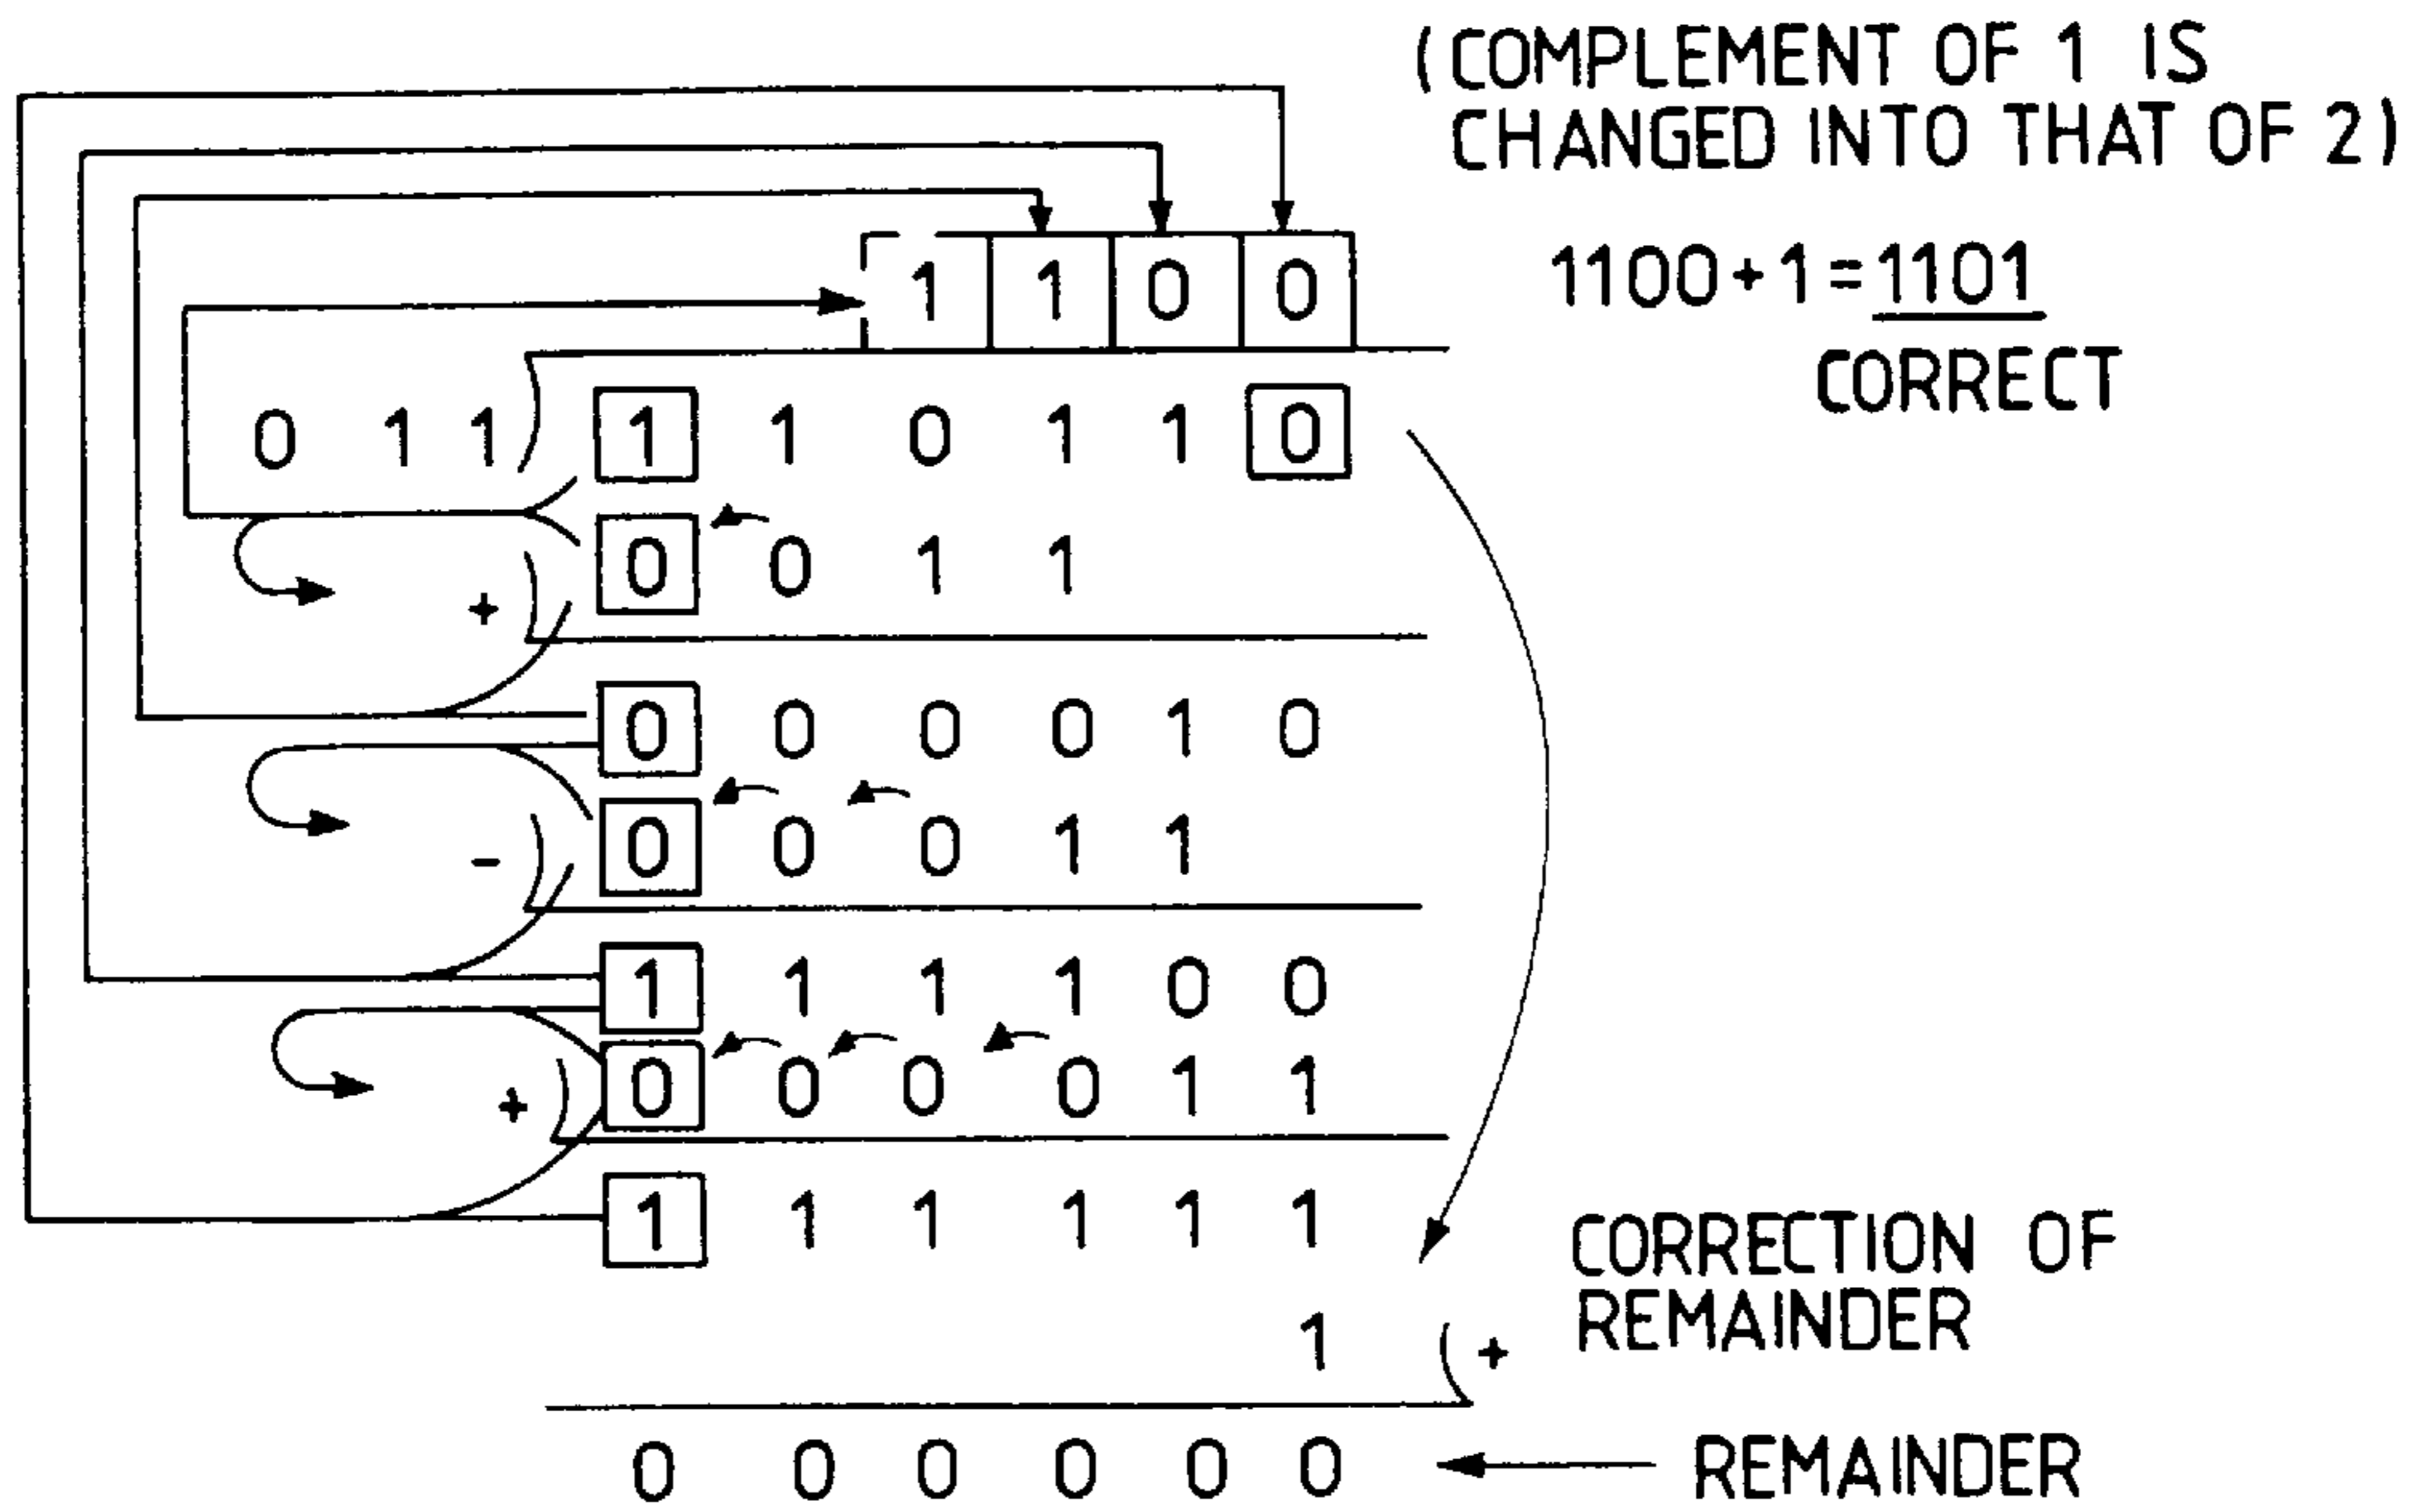 (COMPLEMENT OF 1 IS
CHANGED INTO THAT OF 2)
1 1 0 0
1100+1=1101
CORRECT
0 1 1 ) 1 1 0 1 1 0
0 0 1 1
+ )
0 0 0 0 1 0
0 0 0 1 1
- )
1 1 1 1 0 0
0 0 0 0 1 1
+ )
1 1 1 1 1 1
CORRECTION OF
REMAINDER
1 ( +
0 0 0 0 0 0
REMAINDER